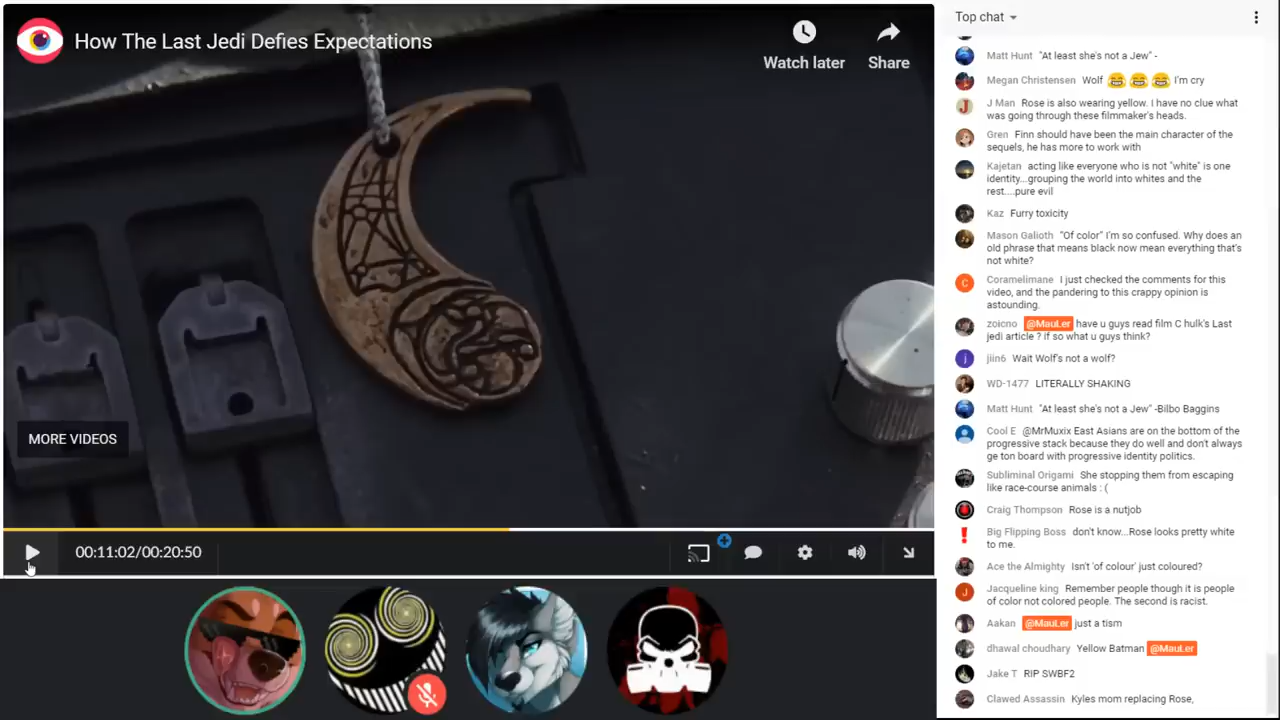 How The Last Jedi Defies Expectations
Watch later
Share
MORE VIDEOS
00:11:02/00:20:50
Top chat
Matt Hunt "At least she's not a Jew" -
Megan Christensen Wolf 😂 😂 😂 I'm cry
J Man Rose is also wearing yellow. I have no clue what
was going through these filmmaker's heads.
Gren Finn should have been the main character of the
sequels, he has more to work with
Kajetan acting like everyone who is not "white" is one
identity...grouping the world into whites and the
rest....pure evil
Kaz Furry toxicity
Mason Galioth "Of color" I'm so confused. Why does an
old phrase that means black now mean everything that's
not white?
Coramelimane I just checked the comments for this
video, and the pandering to this crappy opinion is
astounding.
zoicno @MauLer have u guys read film C hulk's Last
jedi article ? if so what u guys think?
jiin6 Wait Wolf's not a wolf?
WD-1477 LITERALLY SHAKING
Matt Hunt "At least she's not a Jew" -Bilbo Baggins
Cool E @MrMuxix East Asians are on the bottom of the
progressive stack because they do well and don't always
ge ton board with progressive identity politics.
Subliminal Origami She stopping them from escaping
like race-course animals : (
Craig Thompson Rose is a nutjob
Big Flipping Boss don't know...Rose looks pretty white
to me.
Ace the Almighty Isn't 'of colour' just coloured?
Jacqueline king Remember people though it is people
of color not colored people. The second is racist.
Aakan @MauLer just a tism
dhawal choudhary Yellow Batman @MauLer
Jake T RIP SWBF2
Clawed Assassin Kyles mom replacing Rose,